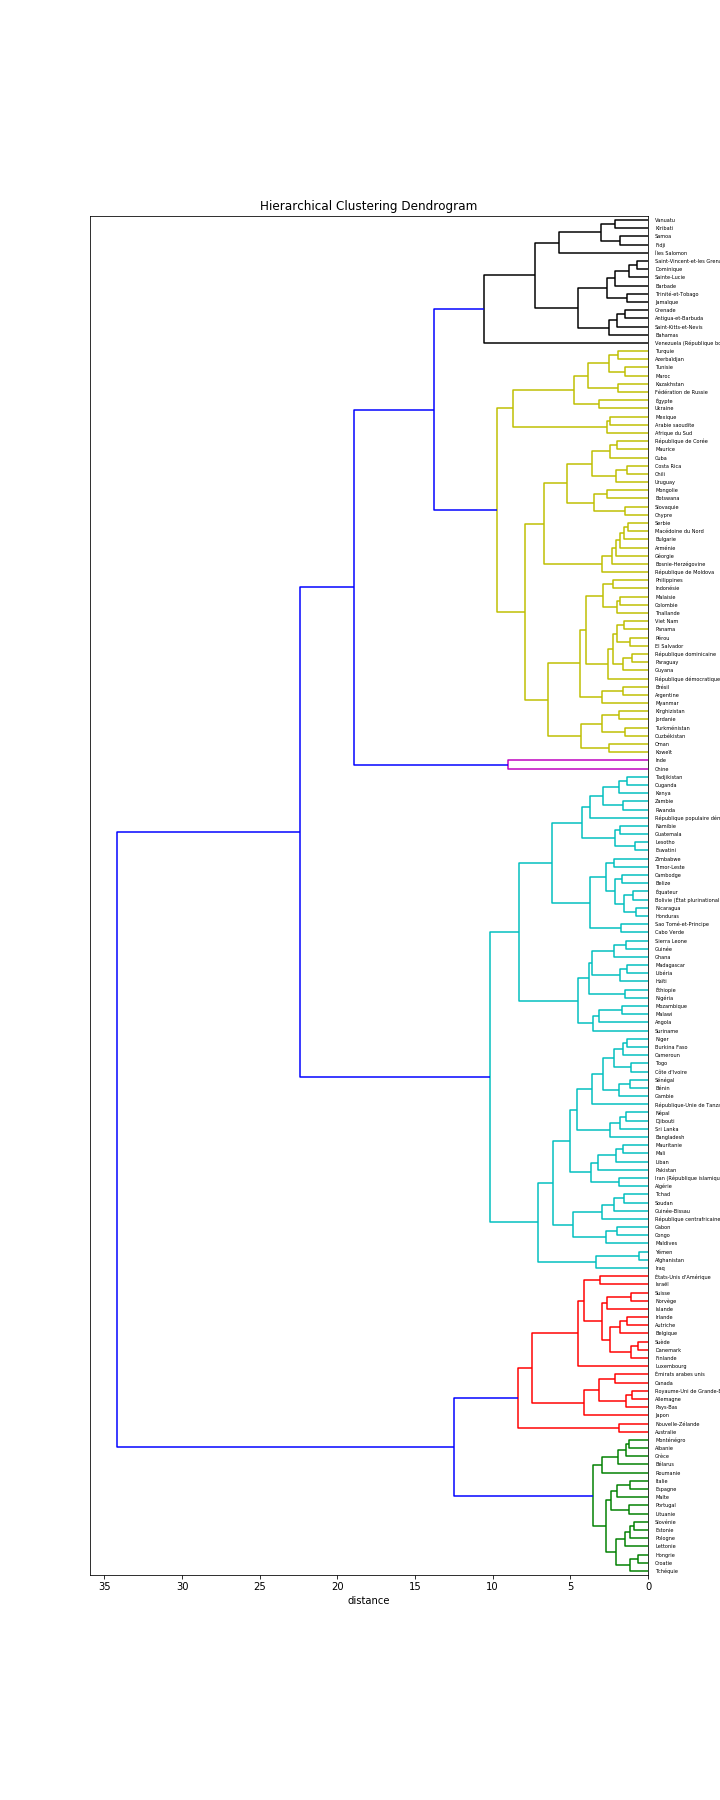 Hierarchical Clustering Dendrogram
Vanuatu
Kiribati
Samoa
Fidji
Îles Salomon
Saint-Vincent-et-les Grena
Dominique
Sainte-Lucie
Barbade
Trinité-et-Tobago
Jamaïque
Grenade
Antigua-et-Barbuda
Saint-Kitts-et-Nevis
Bahamas
Venezuela (République bo
Turquie
Azerbaïdjan
Tunisie
Maroc
Kazakhstan
Fédération de Russie
Égypte
Ukraine
Mexique
Arabie saoudite
Afrique du Sud
République de Corée
Maurice
Cuba
Costa Rica
Chili
Uruguay
Mongolie
Botswana
Slovaquie
Chypre
Serbie
Macédoine du Nord
Bulgarie
Arménie
Géorgie
Bosnie-Herzégovine
République de Moldova
Philippines
Indonésie
Malaisie
Colombie
Thaïlande
Viet Nam
Panama
Pérou
El Salvador
République dominicaine
Paraguay
Guyana
République démocratique
Brésil
Argentine
Myanmar
Kirghizistan
Jordanie
Turkménistan
Ouzbékistan
Oman
Koweït
Inde
Chine
Tadjikistan
Ouganda
Kenya
Zambie
Rwanda
République populaire dém
Namibie
Guatemala
Lesotho
Eswatini
Zimbabwe
Timor-Leste
Cambodge
Belize
Équateur
Bolivie (État plurinational
Nicaragua
Honduras
Sao Tomé-et-Principe
Cabo Verde
Sierra Leone
Guinée
Ghana
Madagascar
Libéria
Haïti
Éthiopie
Nigéria
Mozambique
Malawi
Angola
Suriname
Niger
Burkina Faso
Cameroun
Togo
Côte d'Ivoire
Sénégal
Bénin
Gambie
République-Unie de Tanza
Népal
Djibouti
Sri Lanka
Bangladesh
Mauritanie
Mali
Liban
Pakistan
Iran (République islamiqu
Algérie
Tchad
Soudan
Guinée-Bissau
République centrafricaine
Gabon
Congo
Maldives
Yémen
Afghanistan
Iraq
États-Unis d'Amérique
Israël
Suisse
Norvège
Islande
Irlande
Autriche
Belgique
Suède
Danemark
Finlande
Luxembourg
Émirats arabes unis
Canada
Royaume-Uni de Grande-B
Allemagne
Pays-Bas
Japon
Nouvelle-Zélande
Australie
Monténégro
Albanie
Grèce
Bélarus
Roumanie
Italie
Espagne
Malte
Portugal
Lituanie
Slovénie
Estonie
Pologne
Lettonie
Hongrie
Croatie
Tchéquie
35 30 25 20 15 10 5 0
distance